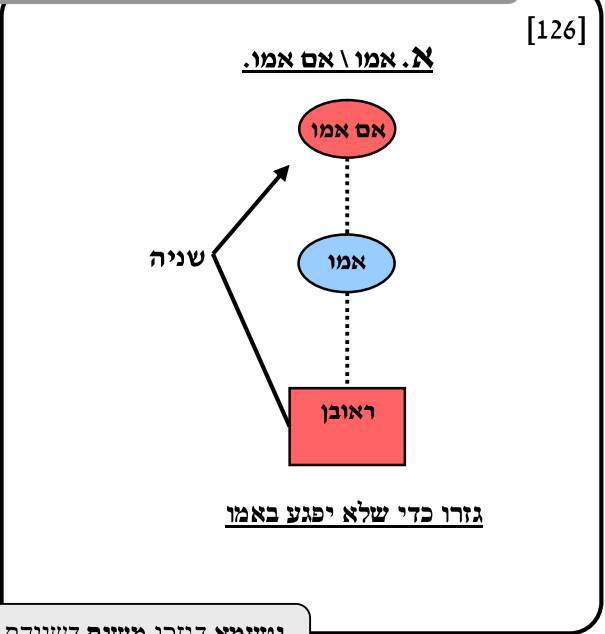 [126]
א. אמו \ אם אמו.
אם אמו
אמו
שניה
ראובן
גזרו כדי שלא יפגע באמו